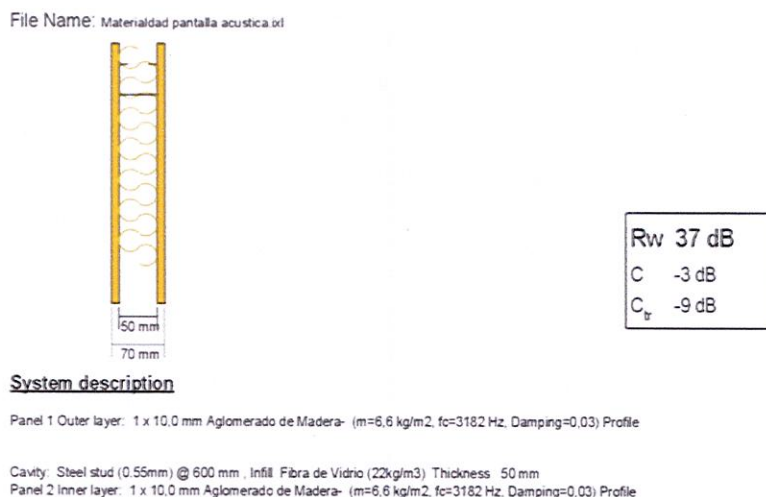 File Name: Materialdad pantalla acustica.ixl
50 mm
70 mm
Rw 37 dB
C -3 dB
Ctr -9 dB
System description
Panel 1 Outer layer: 1 x 10,0 mm Aglomerado de Madera- (m=6,6 kg/m2, fc=3182 Hz, Damping=0,03) Profile
Cavity: Steel stud (0.55mm) @ 600 mm , Infill Fibra de Vidrio (22kg/m3) Thickness 50 mm
Panel 2 Inner layer: 1 x 10,0 mm Aglomerado de Madera- (m=6,6 kg/m2, fc=3182 Hz, Damping=0,03) Profile